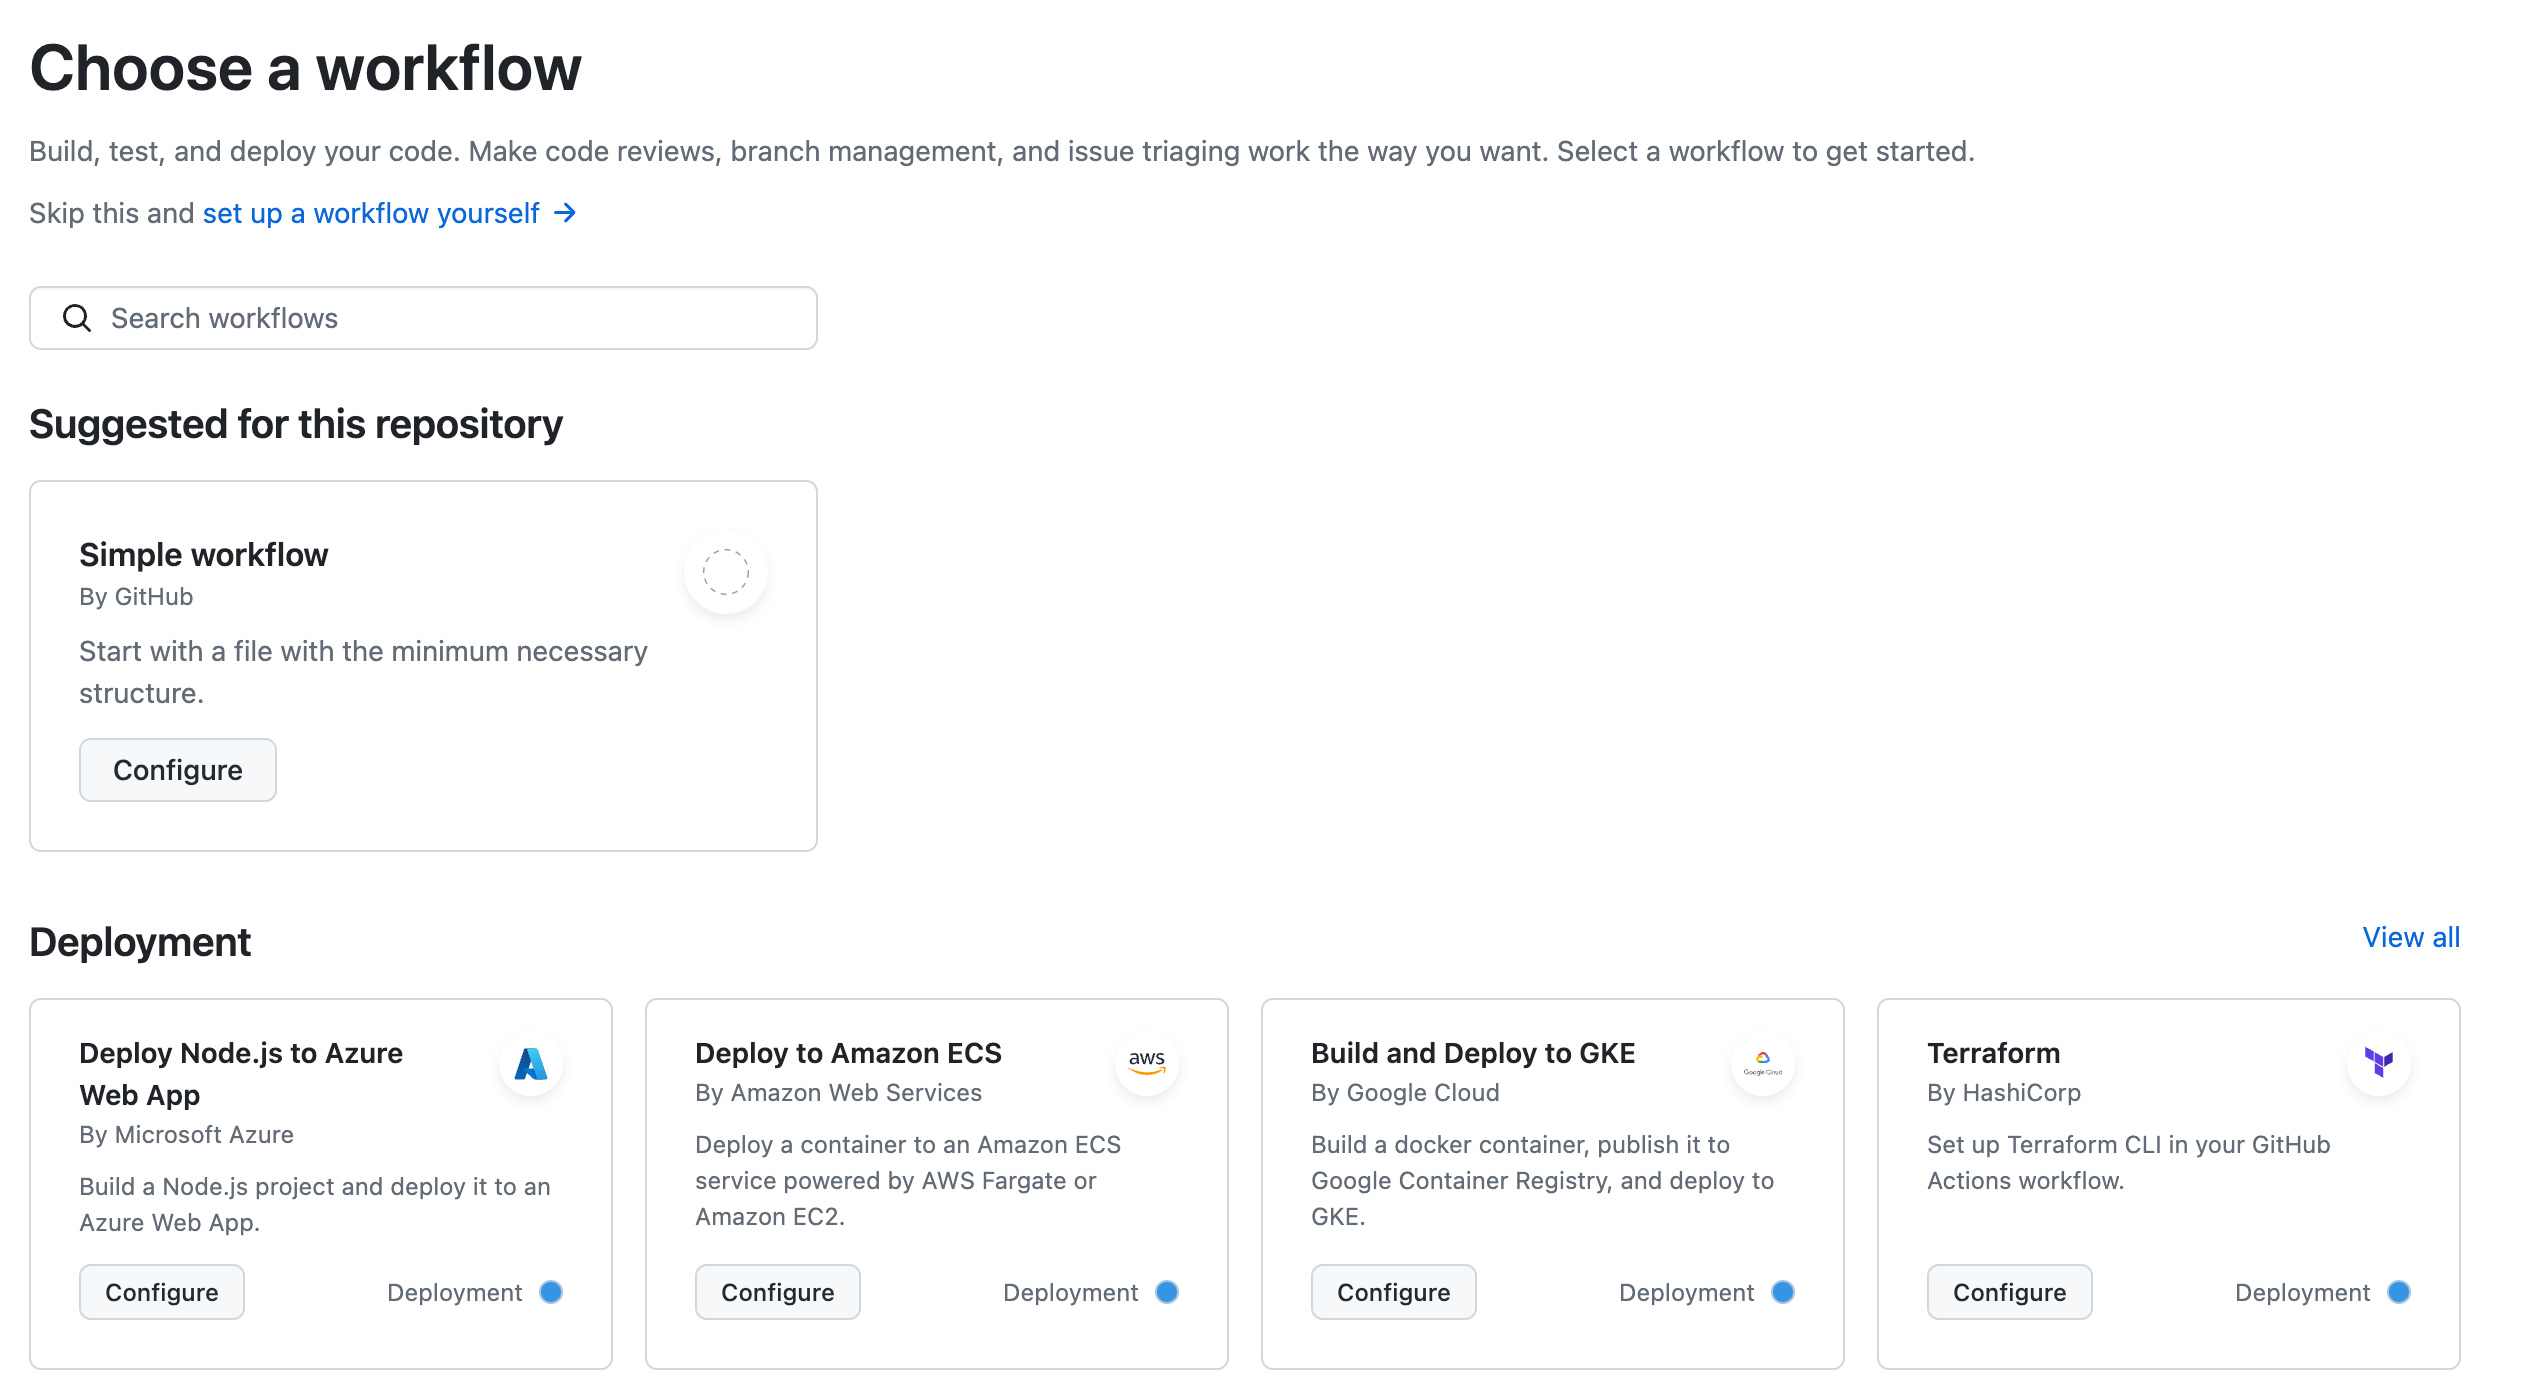 Choose a workflow
Build, test, and deploy your code. Make code reviews, branch management, and issue triaging work the way you want. Select a workflow to get started.
Skip this and set up a workflow yourself →
Search workflows
Suggested for this repository
Simple workflow
By GitHub
Start with a file with the minimum necessary
structure.
Configure
Deployment
View all
Deploy Node.js to Azure
Web App
By Microsoft Azure
Build a Node.js project and deploy it to an
Azure Web App.
Configure
Deployment
Deploy to Amazon ECS
aws
By Amazon Web Services
Deploy a container to an Amazon ECS
service powered by AWS Fargate or
Amazon EC2.
Configure
Deployment
Build and Deploy to GKE
Google Cloud
By Google Cloud
Build a docker container, publish it to
Google Container Registry, and deploy to
GKE.
Configure
Deployment
Terraform
By HashiCorp
Set up Terraform CLI in your GitHub
Actions workflow.
Configure
Deployment